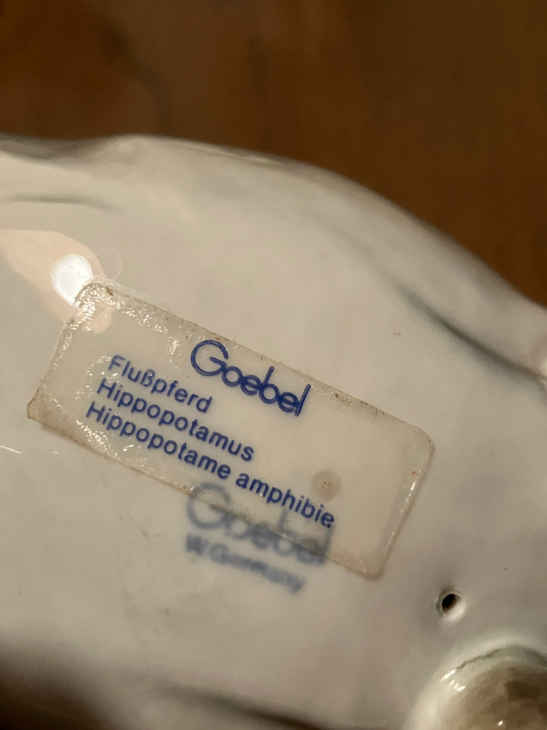 Goebel
Flußpferd
Hippopotamus
Hippopotame amphibie
Goebel
W. Germany